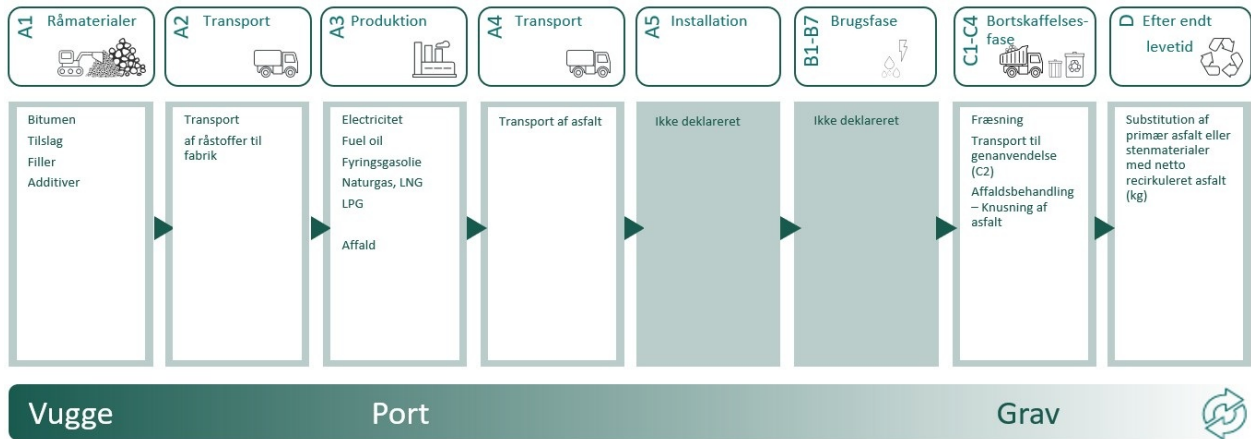 A1 Råmaterialer
A2 Transport
A3 Produktion
A4 Transport
A5 Installation
B1-B7 Brugsfase
C1-C4 Bortskaffelses-
fase
D Efter endt
levetid
Bitumen
Tilslag
Filler
Additiver
Transport
af råstoffer til
fabrik
Electricitet
Fuel oil
Fyringsgasolie
Naturgas, LNG
LPG
Affald
Transport af asfalt
Ikke deklareret
Ikke deklareret
Fræsning
Transport til
genanvendelse
(C2)
Affaldsbehandling
– Knusning af
asfalt
Substitution af
primær asfalt eller
stenmaterialer
med netto
recirkuleret asfalt
(kg)
Vugge
Port
Grav